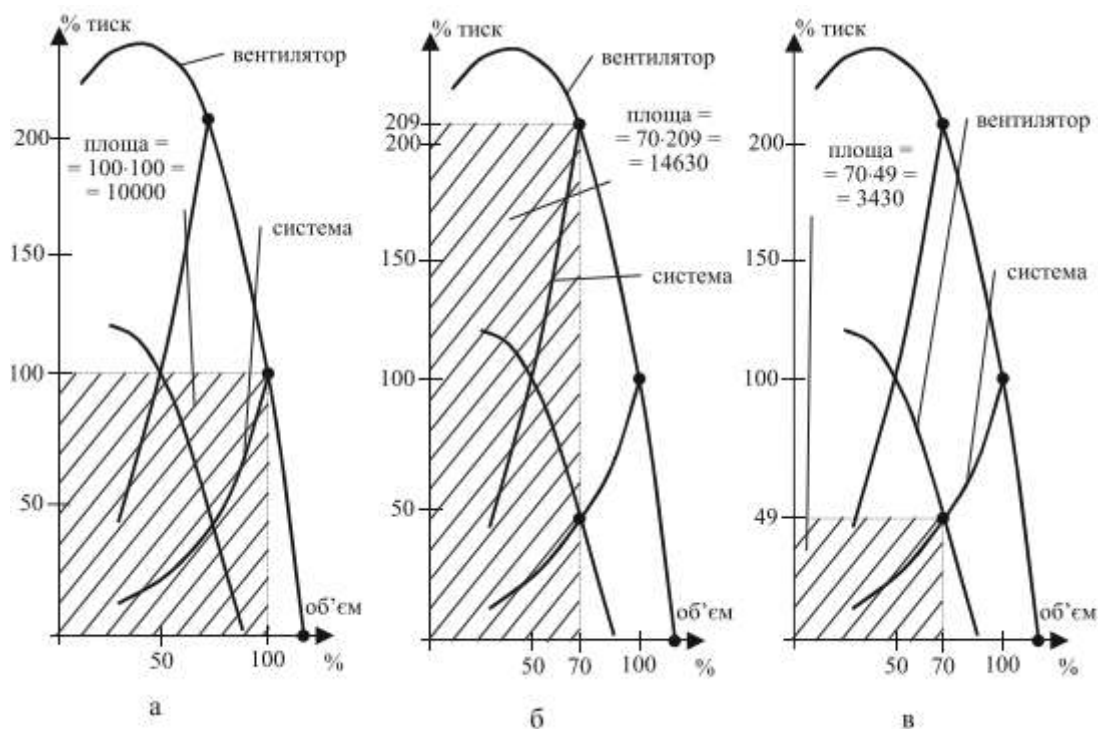 % тиск
вентилятор
200
площа =
= 100·100 =
= 10000
система
150
100
50
об’єм
50
100
%
а
% тиск
вентилятор
209
200
площа =
= 70·209 =
= 14630
150
система
100
50
об’єм
50
70
100
%
б
% тиск
вентилятор
200
площа =
= 70·49 =
= 3430
150
система
100
49
об’єм
50
70
100
%
в